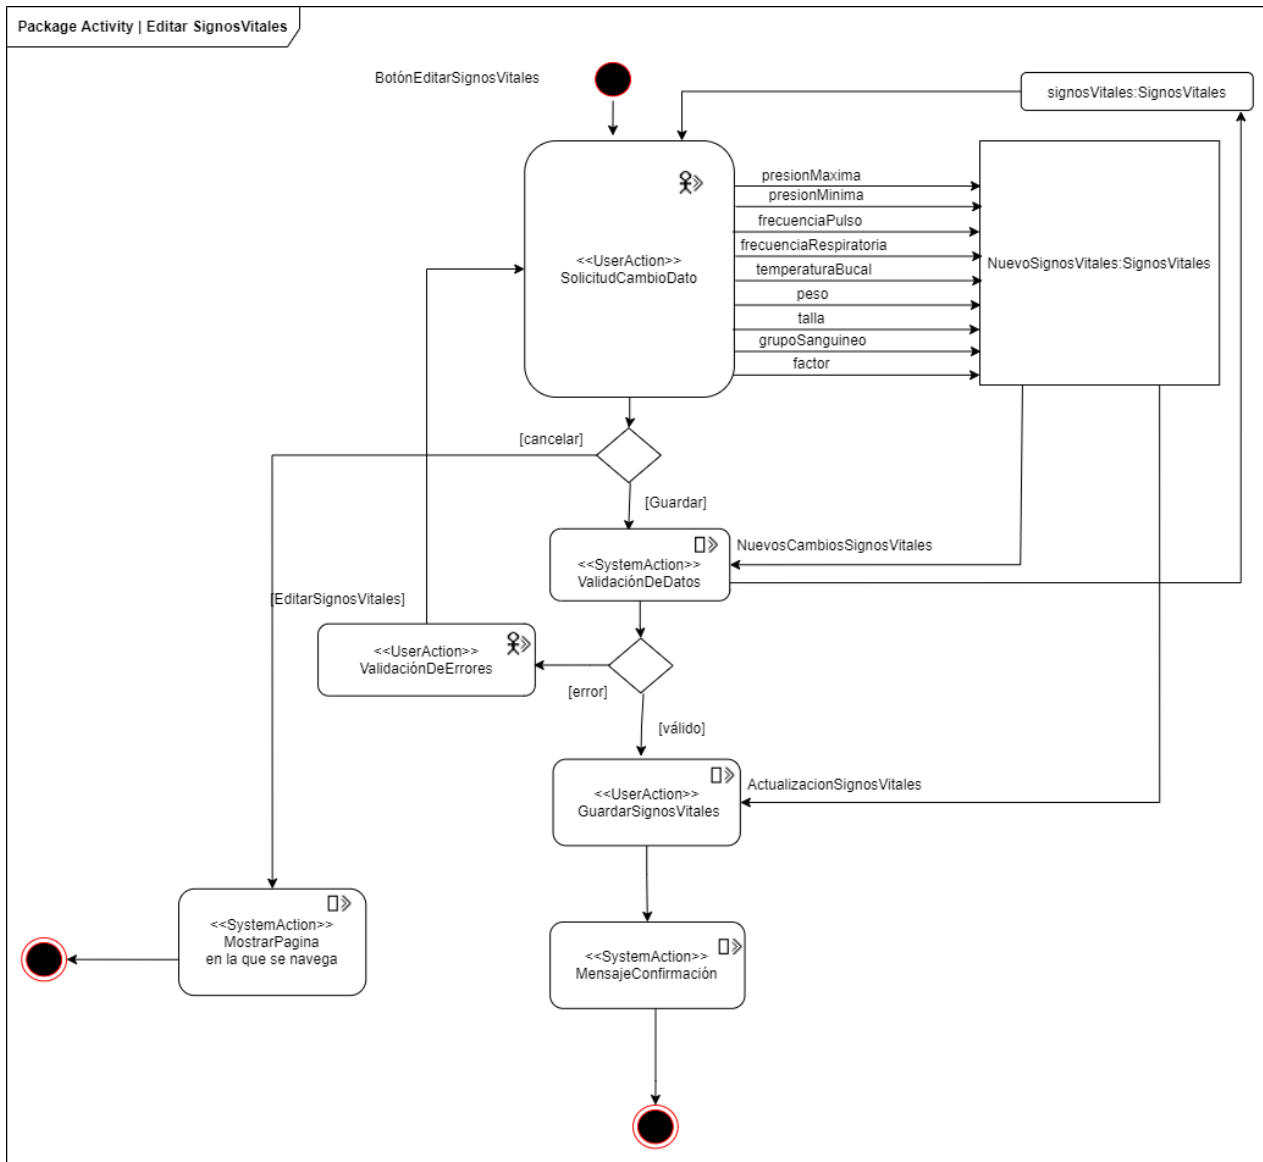 Package Activity | Editar SignosVitales
BotónEditarSignosVitales
signosVitales:SignosVitales
presionMaxima
presionMinima
frecuenciaPulso
frecuenciaRespiratoria
temperaturaBucal
peso
talla
grupoSanguineo
factor
<<UserAction>>
SolicitudCambioDato
NuevoSignosVitales:SignosVitales
[cancelar]
[Guardar]
<<SystemAction>>
ValidaciónDeDatos
NuevosCambiosSignosVitales
[EditarSignosVitales]
<<UserAction>>
ValidaciónDeErrores
[error]
[válido]
<<UserAction>>
GuardarSignosVitales
ActualizacionSignosVitales
<<SystemAction>>
MostrarPagina
en la que se navega
<<SystemAction>>
MensajeConfirmación